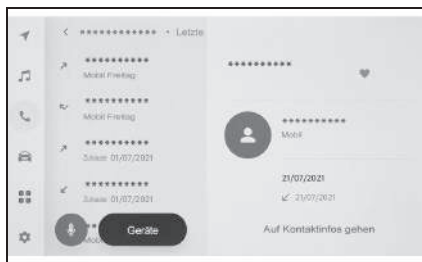 ************ • Letzte
**********
Mobil Freitag
**********
Mobil Freitag
**********
Zuhause 01/07/2021
**********
Zuhause 01/07/2021
Mobil
Geräte
**********
**********
Mobil
21/07/2021
21/07/2021
Auf Kontaktinfos gehen